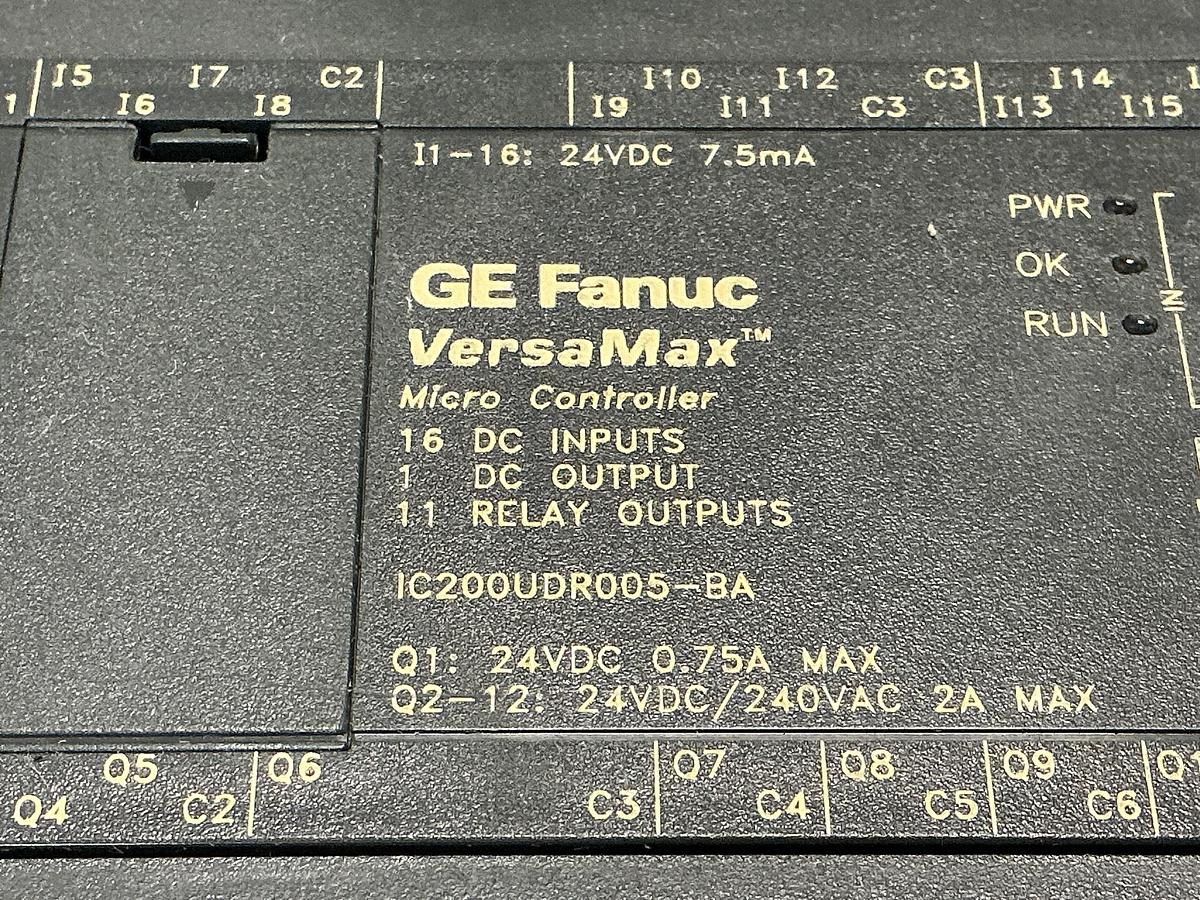 I5 I7 C2 I10 I12 C3 I14
1 I6 I8 I9 I11 C3 I13 I15
I1-16: 24VDC 7.5mA
PWR
OK
RUN
IN
GE Fanuc
VersaMax™
Micro Controller
16 DC INPUTS
1 DC OUTPUT
11 RELAY OUTPUTS
IC200UDR005-BA
Q1: 24VDC 0.75A MAX
Q2-12: 24VDC/240VAC 2A MAX
Q5 Q6 Q7 Q8 Q9
Q4 C2 C3 C4 C5 C6